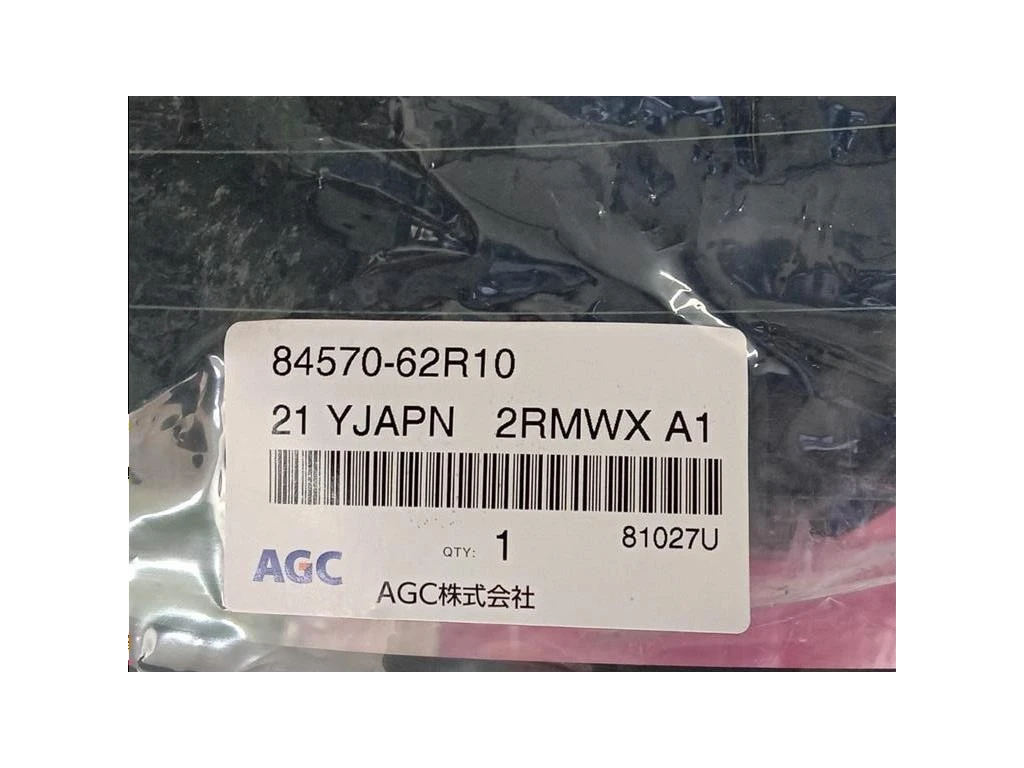 84570-62R10
21 YJAPN 2RMWX A1
81027U
QTY: 1
AGC
AGC株式会社